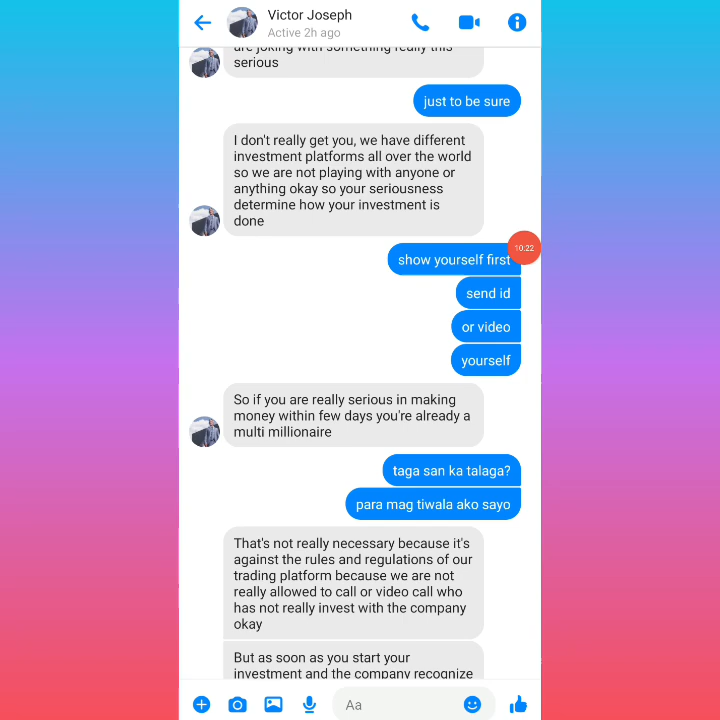 Victor Joseph
Active 2h ago
are joking with something really this
serious
just to be sure
I don't really get you, we have different
investment platforms all over the world
so we are not playing with anyone or
anything okay so your seriousness
determine how your investment is
done
10:22
show yourself first
send id
or video
yourself
So if you are really serious in making
money within few days you're already a
multi millionaire
taga san ka talaga?
para mag tiwala ako sayo
That's not really necessary because it's
against the rules and regulations of our
trading platform because we are not
really allowed to call or video call who
has not really invest with the company
okay
But as soon as you start your
investment and the company recognize
Aa